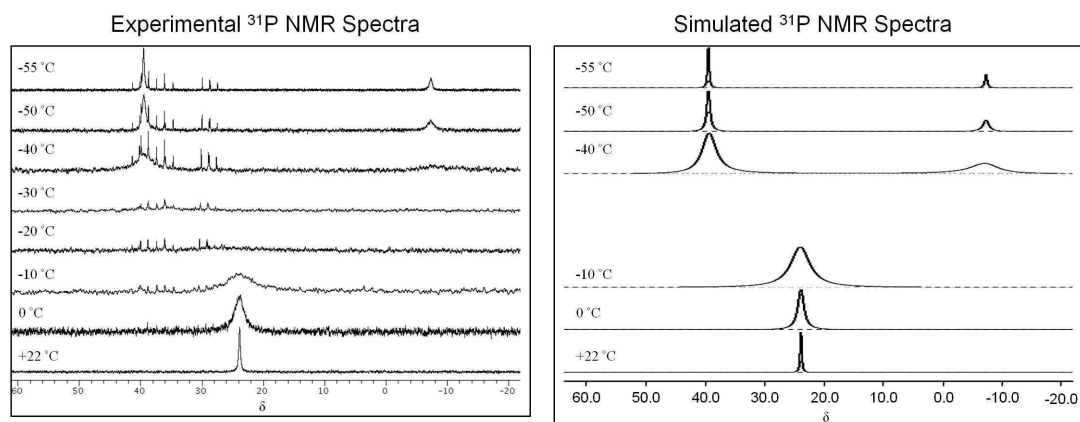 Experimental ³¹P NMR Spectra
-55 °C
-50 °C
-40 °C
-30 °C
-20 °C
-10 °C
0 °C
+22 °C
60 50 40 30 20 10 0 -10 -20
δ
Simulated ³¹P NMR Spectra
-55 °C
-50 °C
-40 °C
-10 °C
0 °C
+22 °C
60.0 50.0 40.0 30.0 20.0 10.0 0.0 -10.0 -20.0
δ